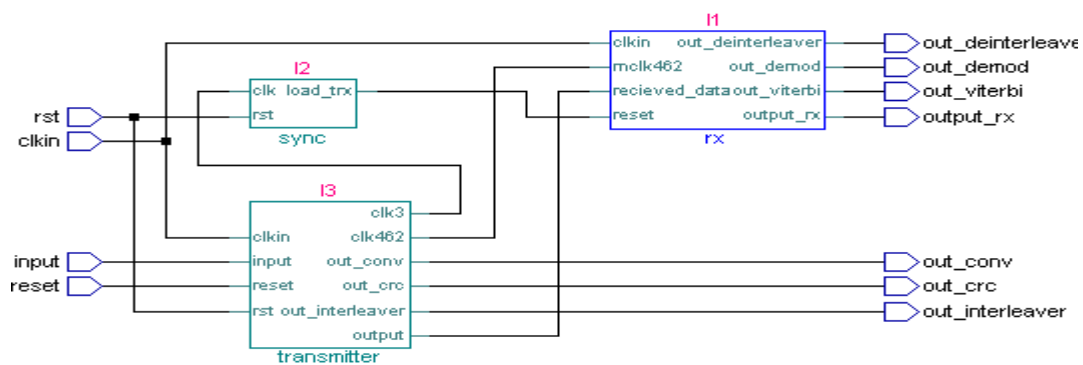 I1
clkin out_deinterleaver
mclk462 out_demod
recieved_data out_viterbi
reset output_rx
rx
out_deinterleave
out_demod
out_viterbi
output_rx
I2
clk load_trx
rst
sync
rst
clkin
I3
clk3
clkin clk462
input out_conv
reset out_crc
rst out_interleaver
output
transmitter
input
reset
out_conv
out_crc
out_interleaver